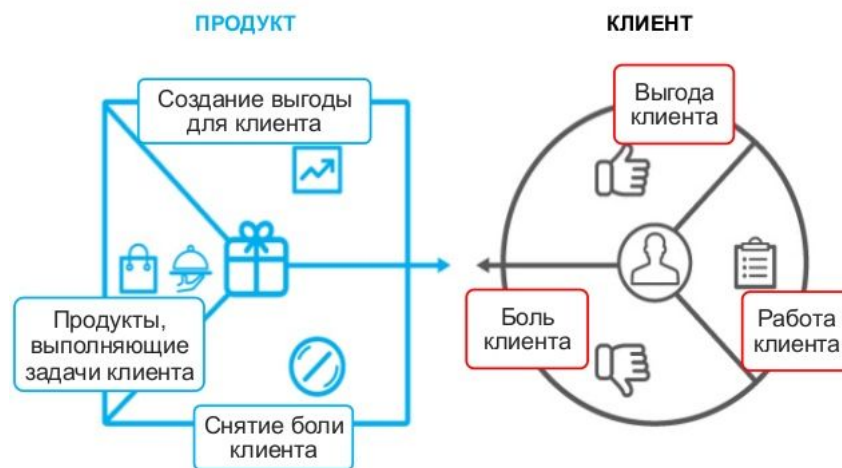 ПРОДУКТ
КЛИЕНТ
Создание выгоды
для клиента
Выгода
клиента
Продукты,
выполняющие
задачи клиента
Боль
клиента
Работа
клиента
Снятие боли
клиента